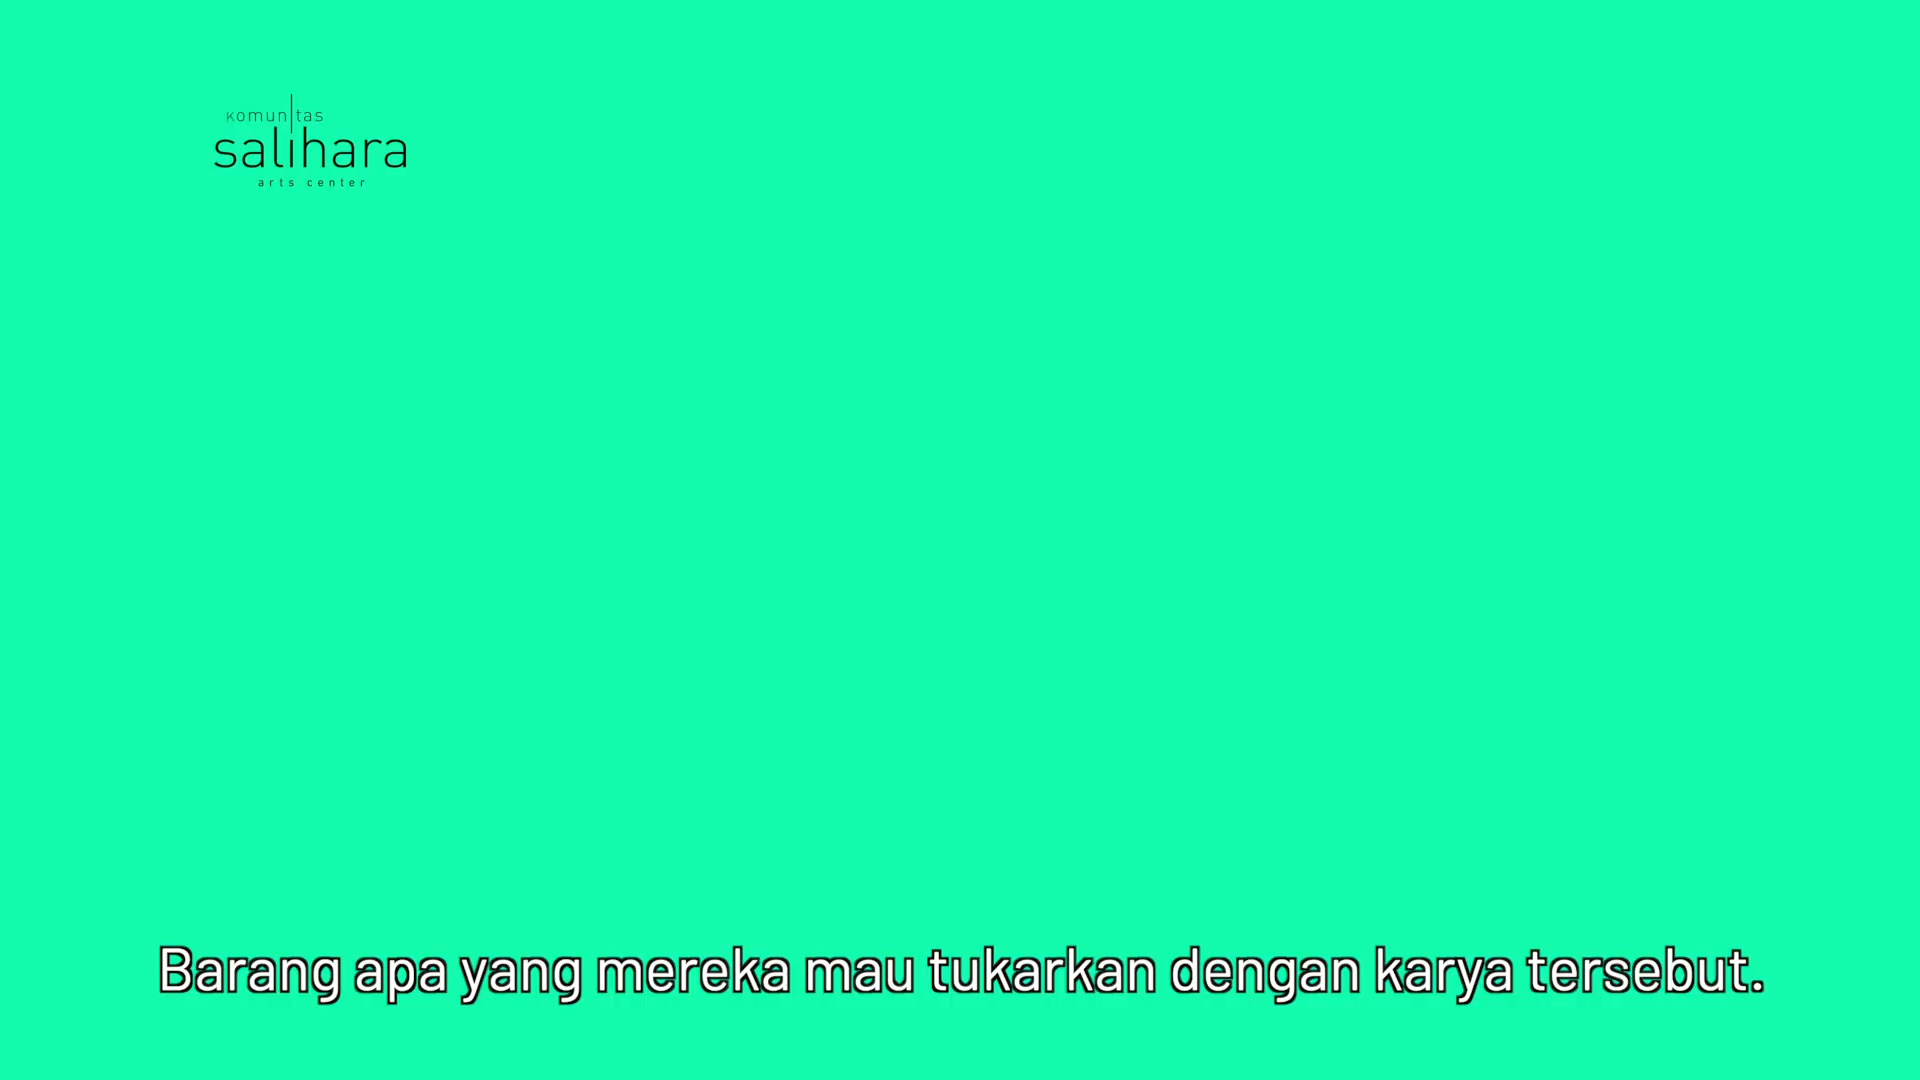 komunitas
salihara
arts center
Barang apa yang mereka mau tukarkan dengan karya tersebut.